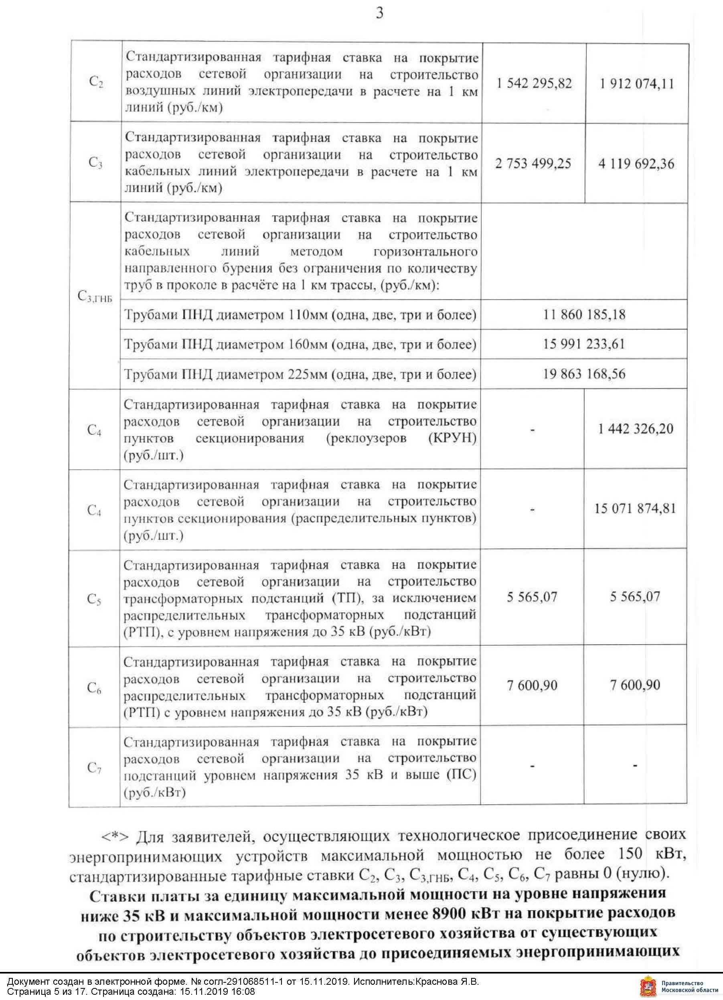 3
Стандартизированная тарифная ставка на покрытие
расходов сетевой организации на строительство
воздушных линий электропередачи в расчете на 1 км
линий (руб./км)
С2
1 542 295,82
1 912 074,11
Стандартизированная тарифная ставка на покрытие
расходов сетевой организации на строительство
кабельных линий электропередачи в расчете на 1 км
линий (руб./км)
С3
2 753 499,25
4 119 692,36
Стандартизированная тарифная ставка на покрытие
расходов сетевой организации на строительство
кабельных линий методом горизонтального
направленного бурения без ограничения по количеству
труб в проколе в расчёте на 1 км трассы, (руб./км):
С3,ГНБ
Трубами ПНД диаметром 110мм (одна, две, три и более)
11 860 185,18
Трубами ПНД диаметром 160мм (одна, две, три и более)
15 991 233,61
Трубами ПНД диаметром 225мм (одна, две, три и более)
19 863 168,56
Стандартизированная тарифная ставка на покрытие
расходов сетевой организации на строительство
пунктов секционирования (реклоузеров (КРУН)
(руб./шт.)
С4
-
1 442 326,20
Стандартизированная тарифная ставка на покрытие
расходов сетевой организации на строительство
пунктов секционирования (распределительных пунктов)
(руб./шт.)
С4
-
15 071 874,81
Стандартизированная тарифная ставка на покрытие
расходов сетевой организации на строительство
трансформаторных подстанций (ТП), за исключением
распределительных трансформаторных подстанций
(РТП), с уровнем напряжения до 35 кВ (руб./кВт)
С5
5 565,07
5 565,07
Стандартизированная тарифная ставка на покрытие
расходов сетевой организации на строительство
распределительных трансформаторных подстанций
(РТП) с уровнем напряжения до 35 кВ (руб./кВт)
С6
7 600,90
7 600,90
Стандартизированная тарифная ставка на покрытие
расходов сетевой организации на строительство
подстанций уровнем напряжения 35 кВ и выше (ПС)
(руб./кВт)
С7
-
-
<*> Для заявителей, осуществляющих технологическое присоединение своих
энергопринимающих устройств максимальной мощностью не более 150 кВт,
стандартизированные тарифные ставки С2, С3, С3,ГНБ, С4, С5, С6, С7 равны 0 (нулю).
Ставки платы за единицу максимальной мощности на уровне напряжения
ниже 35 кВ и максимальной мощности менее 8900 кВт на покрытие расходов
по строительству объектов электросетевого хозяйства от существующих
объектов электросетевого хозяйства до присоединяемых энергопринимающих
Документ создан в электронной форме. № согл-291068511-1 от 15.11.2019. Исполнитель:Краснова Я.В.
Страница 5 из 17. Страница создана: 15.11.2019 16:08
Правительство
Московской области